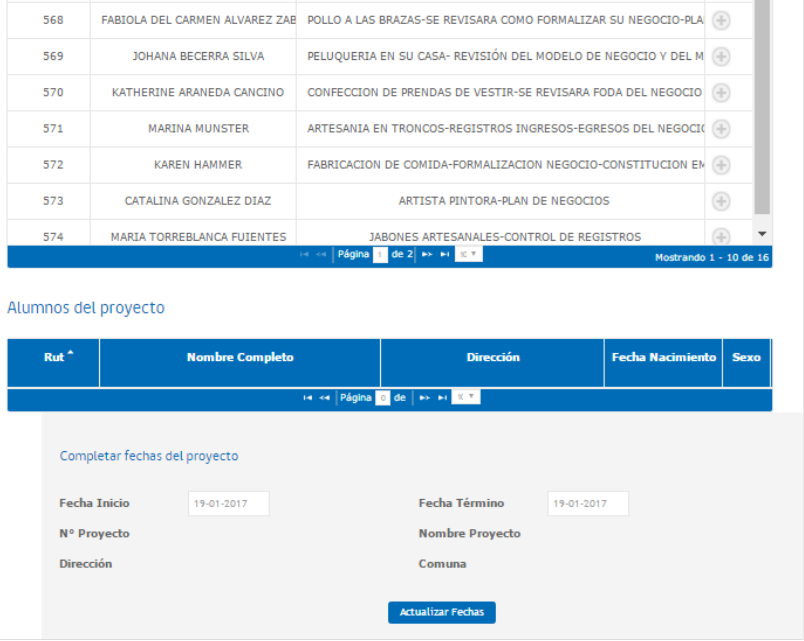 568 FABIOLA DEL CARMEN ALVAREZ ZAB POLLO A LAS BRAZAS-SE REVISARA COMO FORMALIZAR SU NEGOCIO-PLA
569 JOHANA BECERRA SILVA PELUQUERIA EN SU CASA- REVISIÓN DEL MODELO DE NEGOCIO Y DEL M
570 KATHERINE ARANEDA CANCINO CONFECCION DE PRENDAS DE VESTIR-SE REVISARA FODA DEL NEGOCIO
571 MARINA MUNSTER ARTESANIA EN TRONCOS-REGISTROS INGRESOS-EGRESOS DEL NEGOCIO
572 KAREN HAMMER FABRICACION DE COMIDA-FORMALIZACION NEGOCIO-CONSTITUCION EM
573 CATALINA GONZALEZ DIAZ ARTISTA PINTORA-PLAN DE NEGOCIOS
574 MARIA TORREBLANCA FUIENTES JABONES ARTESANALES-CONTROL DE REGISTROS
Página 1 de 2 Mostrando 1 - 10 de 16
Alumnos del proyecto
Rut Nombre Completo Dirección Fecha Nacimiento Sexo
Página 0 de
Completar fechas del proyecto
Fecha Inicio 19-01-2017 Fecha Término 19-01-2017
Nº Proyecto Nombre Proyecto
Dirección Comuna
Actualizar Fechas